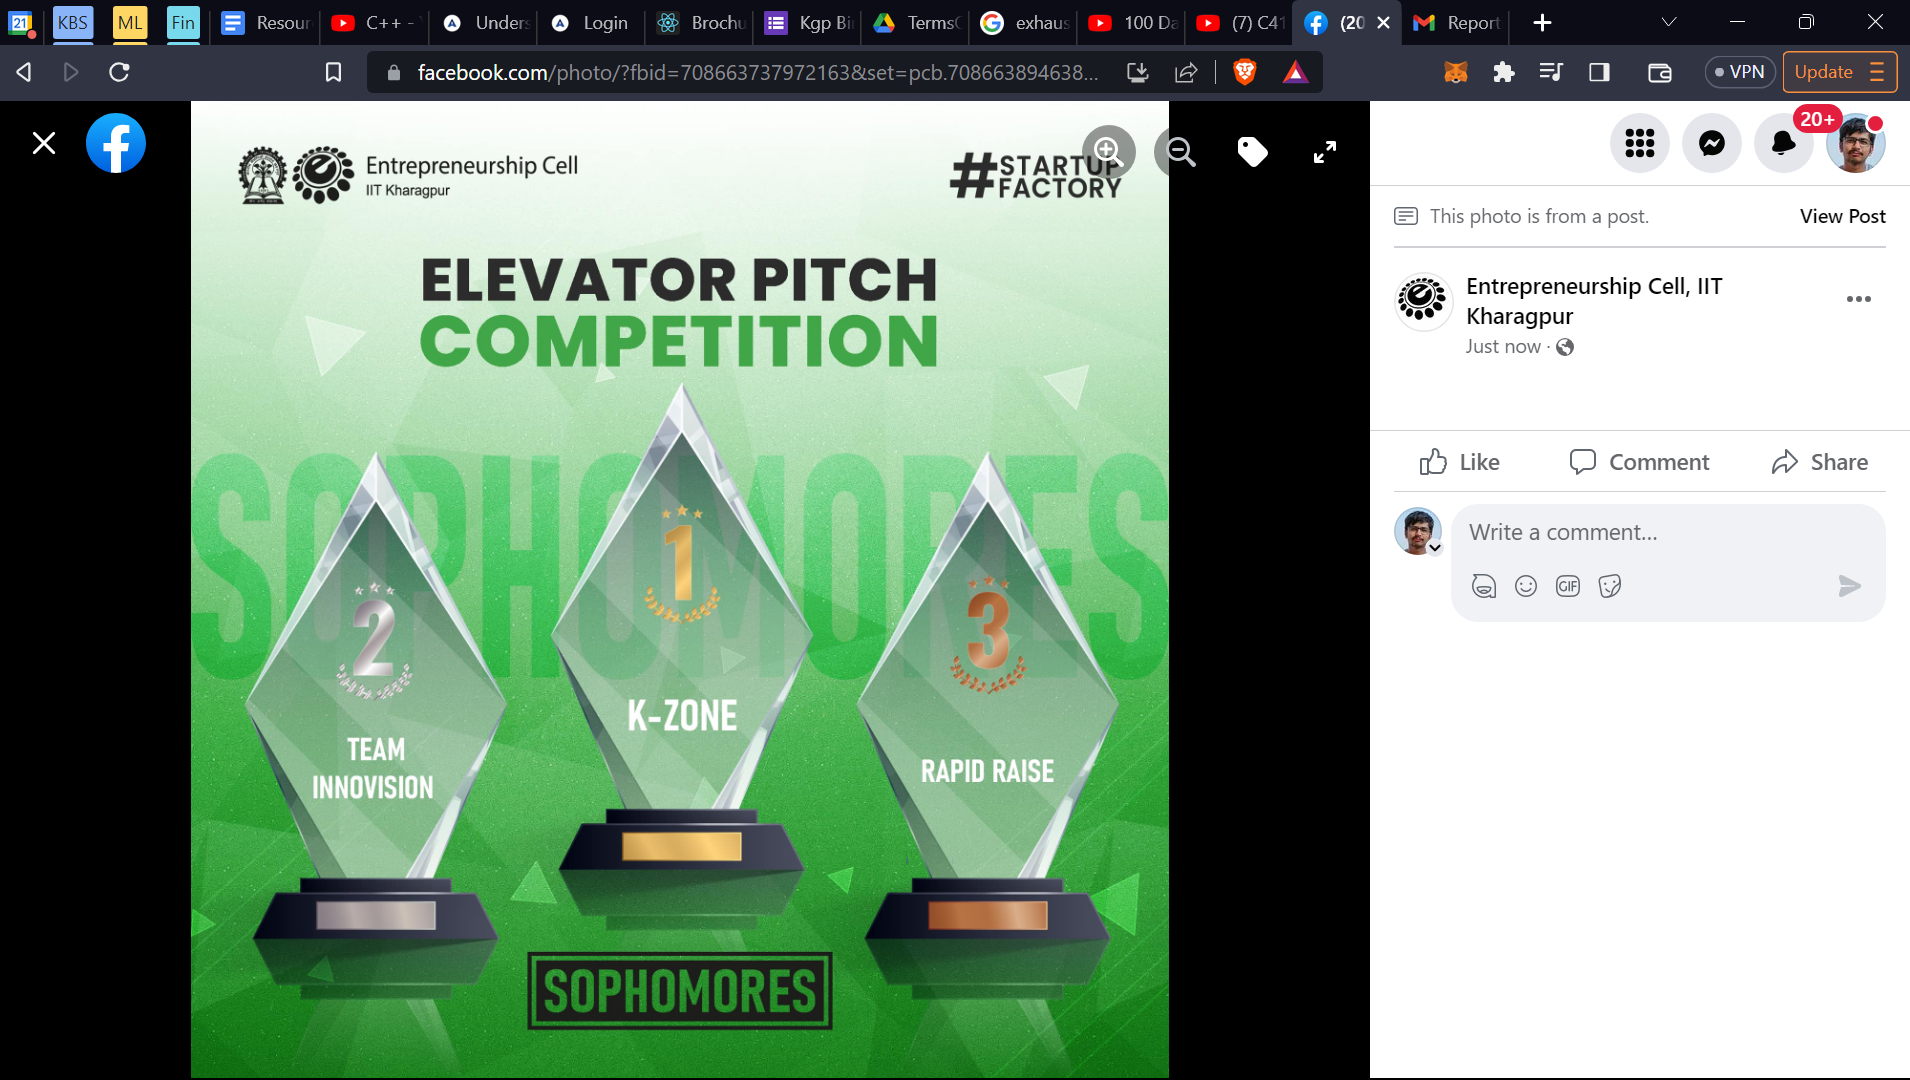 21
KBS
ML
Fin
Resour
C++ -
Unders
Login
Brochu
Kgp Bi
Terms
exhaus
100 Da
(7) C41
(20
Report
facebook.com/photo/?fbid=708663737972163&set=pcb.708663894638...
VPN
Update
Entrepreneurship Cell
IIT Kharagpur
#STARTUP
FACTORY
ELEVATOR PITCH
COMPETITION
SOPHOMORES
1
2
3
K-ZONE
TEAM
INNOVISION
RAPID RAISE
SOPHOMORES
20+
This photo is from a post.
View Post
Entrepreneurship Cell, IIT
Kharagpur
Just now ·
Like
Comment
Share
Write a comment...
GIF